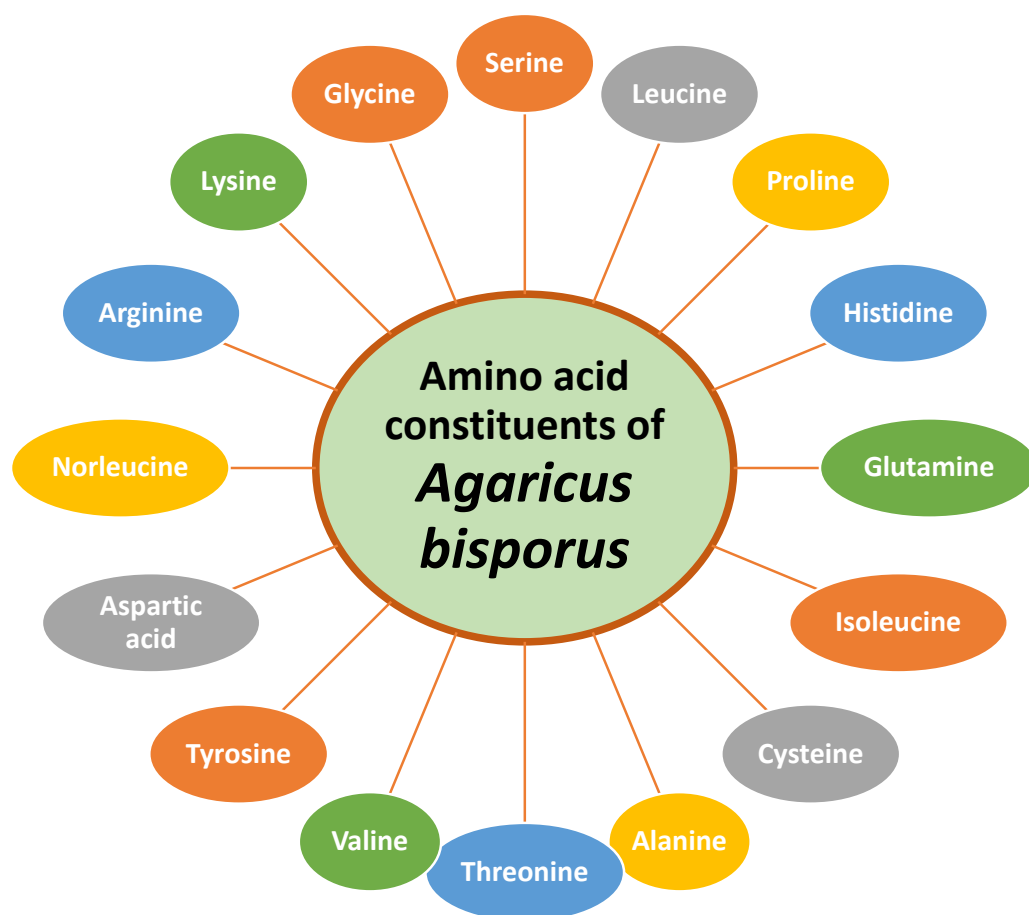 Serine
Leucine
Glycine
Proline
Lysine
Histidine
Arginine
Amino acid
constituents of
Agaricus
bisporus
Norleucine
Glutamine
Aspartic
acid
Isoleucine
Tyrosine
Cysteine
Valine
Alanine
Threonine